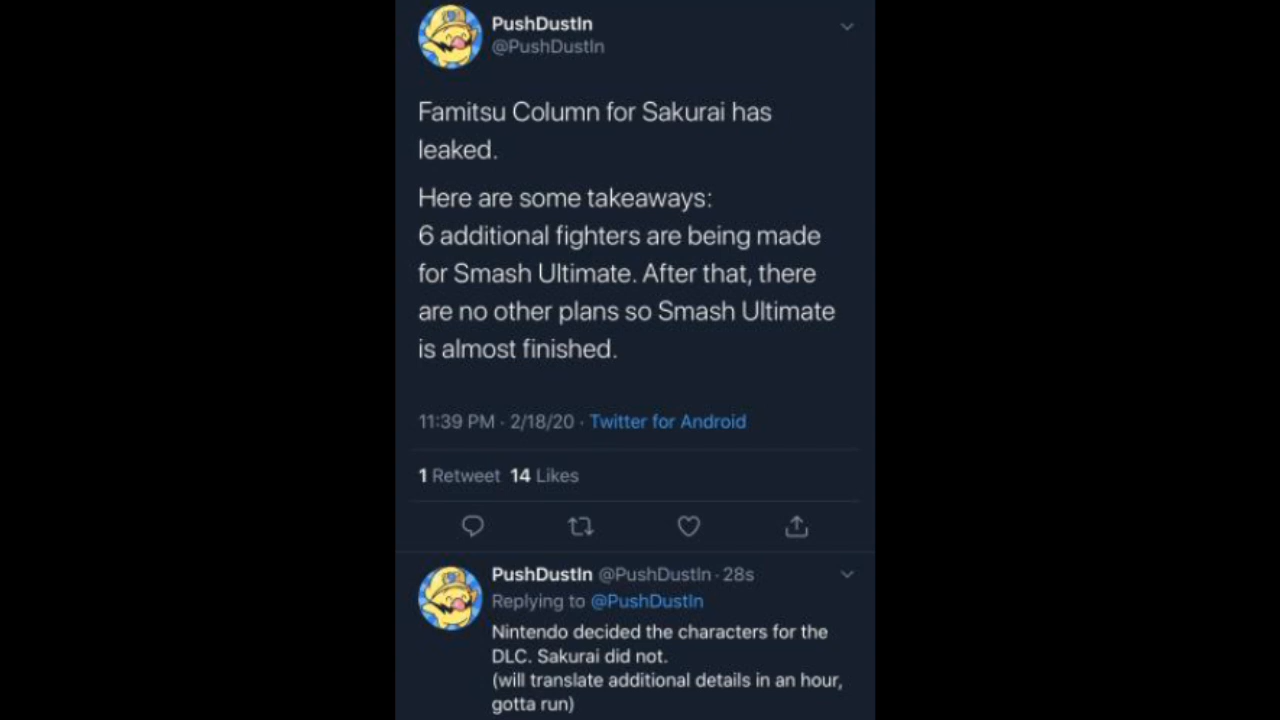 PushDustIn
@PushDustIn
Famitsu Column for Sakurai has
leaked.
Here are some takeaways:
6 additional fighters are being made
for Smash Ultimate. After that, there
are no other plans so Smash Ultimate
is almost finished.
11:39 PM · 2/18/20 · Twitter for Android
1 Retweet 14 Likes
PushDustIn @PushDustIn · 28s
Replying to @PushDustIn
Nintendo decided the characters for the
DLC. Sakurai did not.
(will translate additional details in an hour,
gotta run)